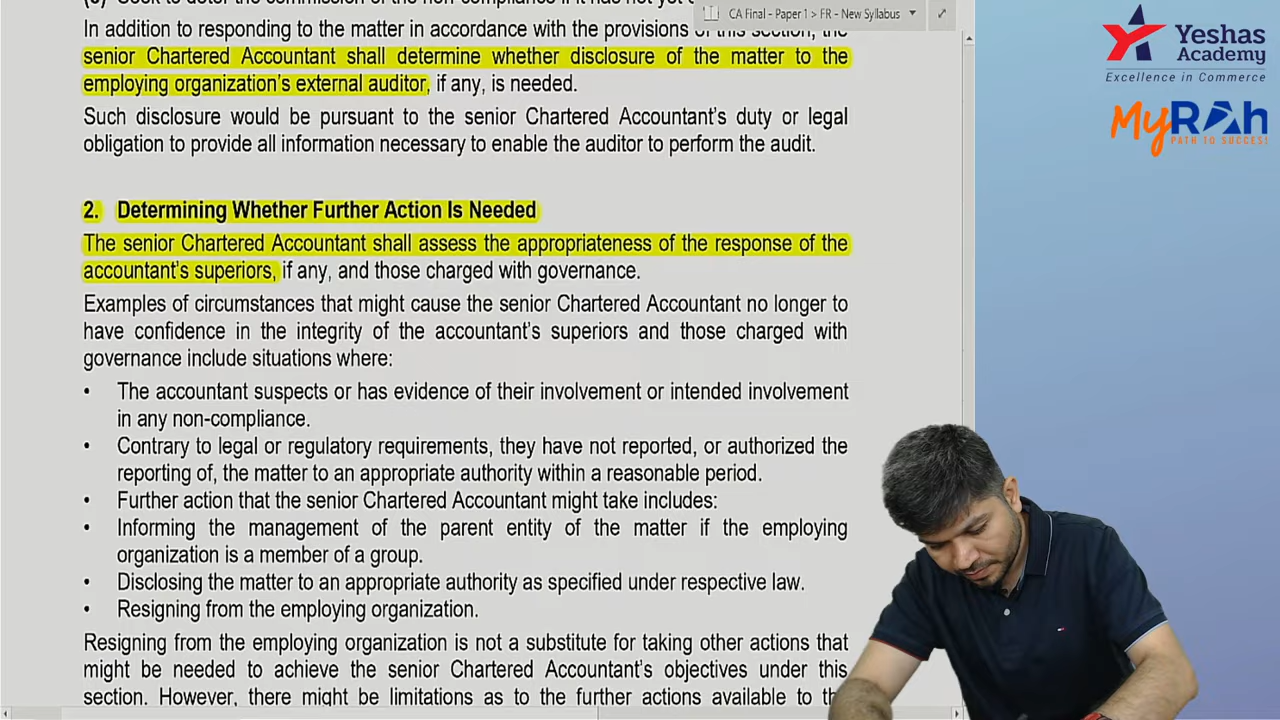 In addition to responding to the matter in accordance with the provisions of this section, the
senior Chartered Accountant shall determine whether disclosure of the matter to the
employing organization's external auditor, if any, is needed.
Such disclosure would be pursuant to the senior Chartered Accountant's duty or legal
obligation to provide all information necessary to enable the auditor to perform the audit.
2. Determining Whether Further Action Is Needed
The senior Chartered Accountant shall assess the appropriateness of the response of the
accountant's superiors, if any, and those charged with governance.
Examples of circumstances that might cause the senior Chartered Accountant no longer to
have confidence in the integrity of the accountant's superiors and those charged with
governance include situations where:
• The accountant suspects or has evidence of their involvement or intended involvement
in any non-compliance.
• Contrary to legal or regulatory requirements, they have not reported, or authorized the
reporting of, the matter to an appropriate authority within a reasonable period.
• Further action that the senior Chartered Accountant might take includes:
• Informing the management of the parent entity of the matter if the employing
organization is a member of a group.
• Disclosing the matter to an appropriate authority as specified under respective law.
• Resigning from the employing organization.
Resigning from the employing organization is not a substitute for taking other actions that
might be needed to achieve the senior Chartered Accountant's objectives under this
section. However, there might be limitations as to the further actions available to
CA Final - Paper 1 > FR - New Syllabus
Yeshas
Academy
Excellence in Commerce
MyRAh
PATH TO SUCCESS